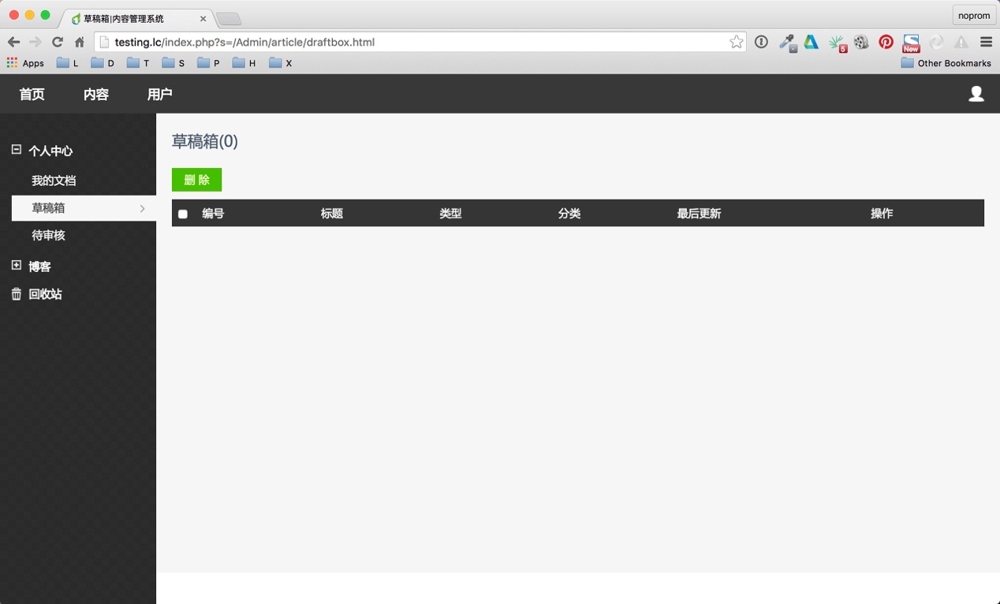 草稿箱|内容管理系统
noprom
testing.lc/index.php?s=/Admin/article/draftbox.html
5
New
Apps L D T S P H X Other Bookmarks
首页 内容 用户
个人中心
我的文档
草稿箱
待审核
博客
回收站
草稿箱(0)
删 除
编号 标题 类型 分类 最后更新 操作